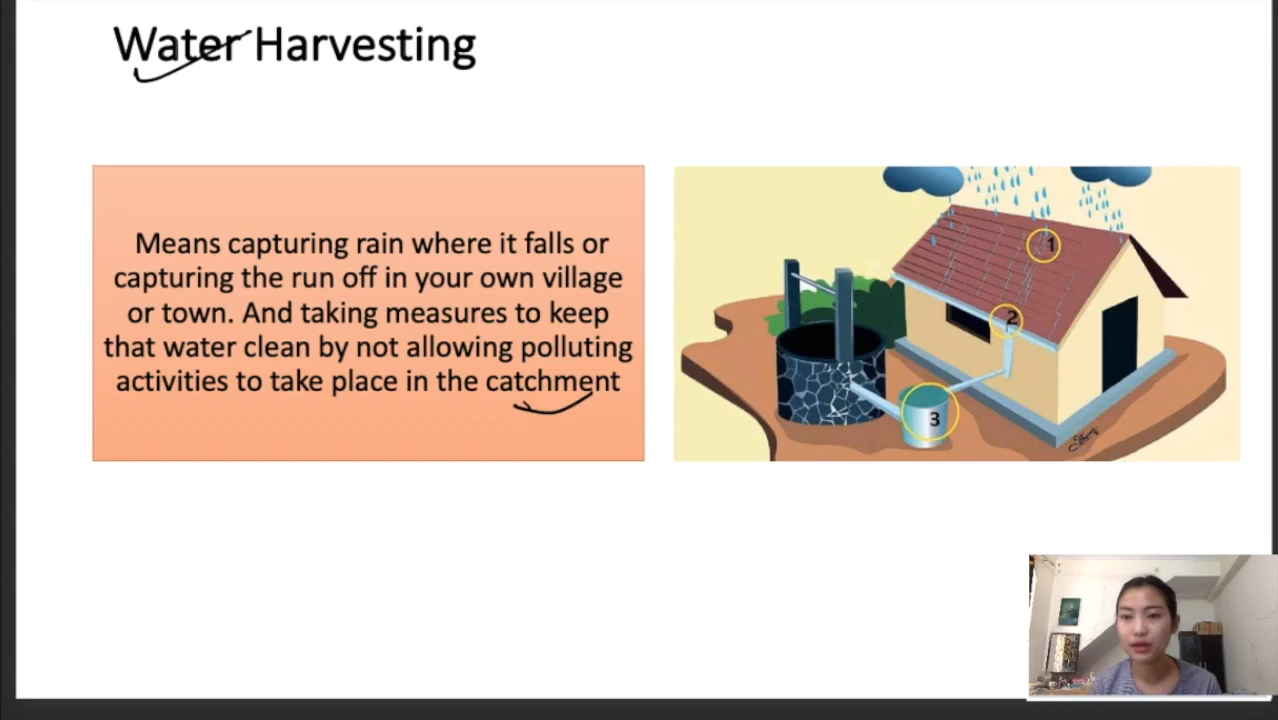 Water Harvesting
Means capturing rain where it falls or
capturing the run off in your own village
or town. And taking measures to keep
that water clean by not allowing polluting
activities to take place in the catchment
1
2
3